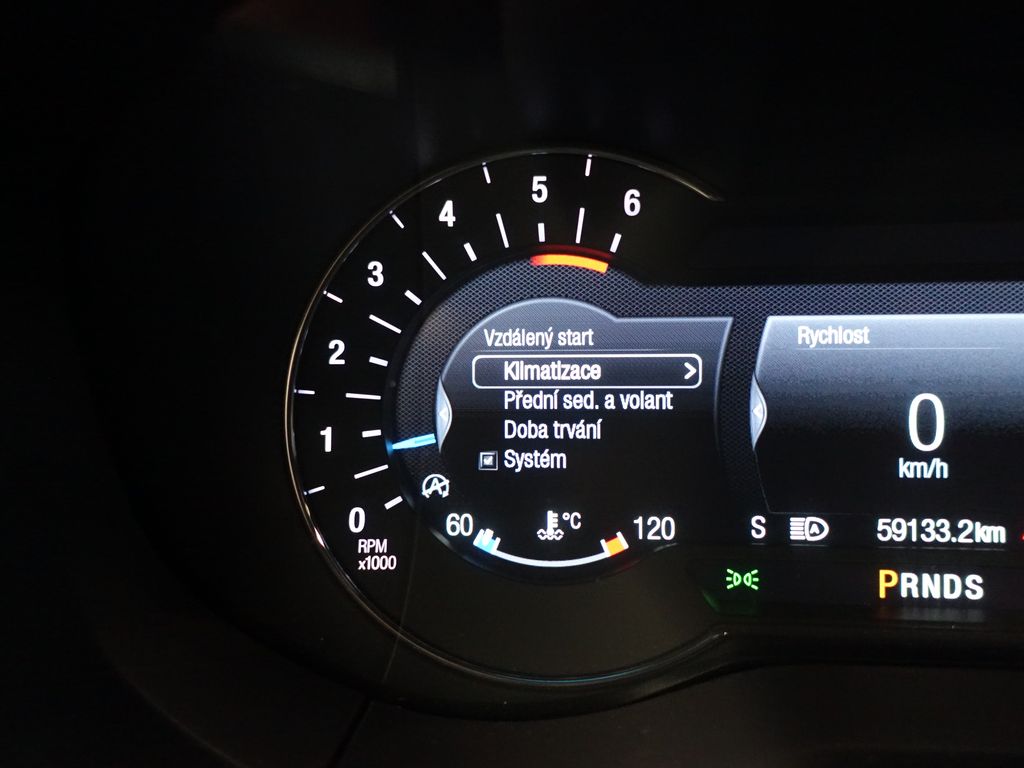 0
1
2
3
4
5
6
RPM
x1000
Vzdálený start
Klimatizace
Přední sed. a volant
Doba trvání
Systém
A
60
°C
120
Rychlost
0
km/h
S
A
59133.2km
PRNDS